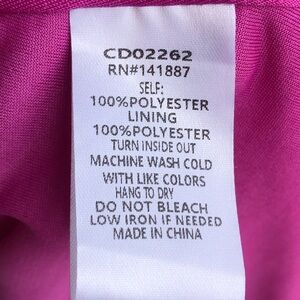 CD02262
RN#141887
SELF:
100%POLYESTER
LINING
100%POLYESTER
TURN INSIDE OUT
MACHINE WASH COLD
WITH LIKE COLORS
HANG TO DRY
DO NOT BLEACH
LOW IRON IF NEEDED
MADE IN CHINA